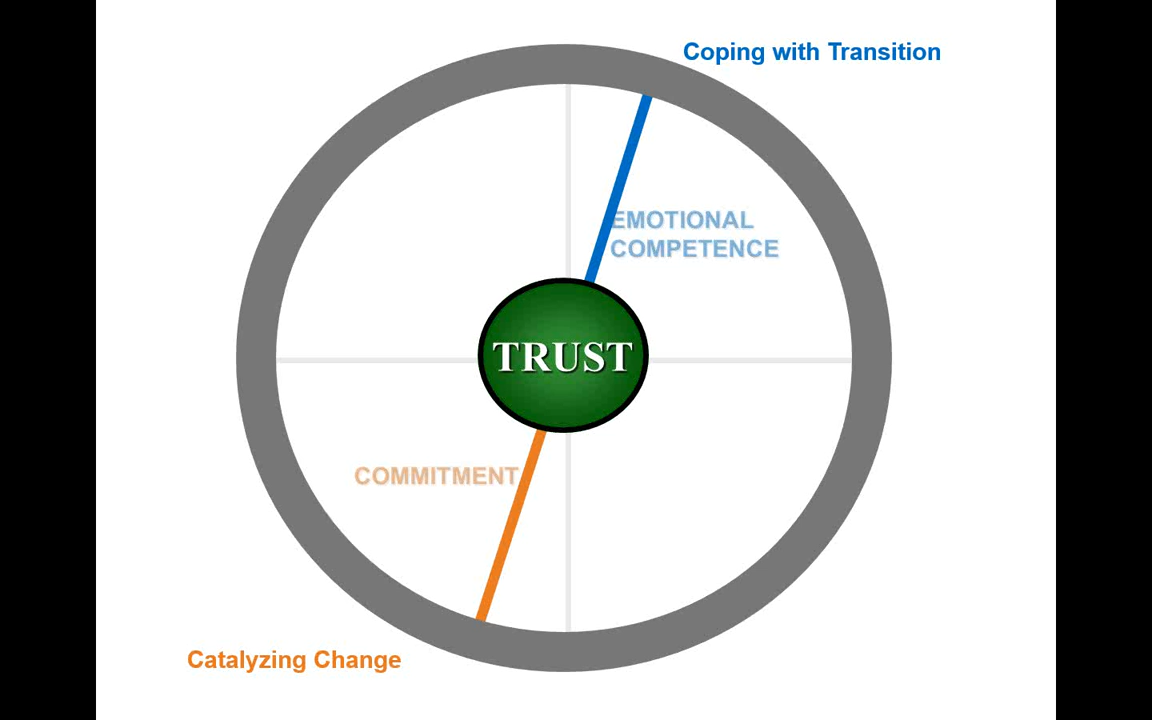 Coping with Transition
EMOTIONAL
COMPETENCE
TRUST
COMMITMENT
Catalyzing Change